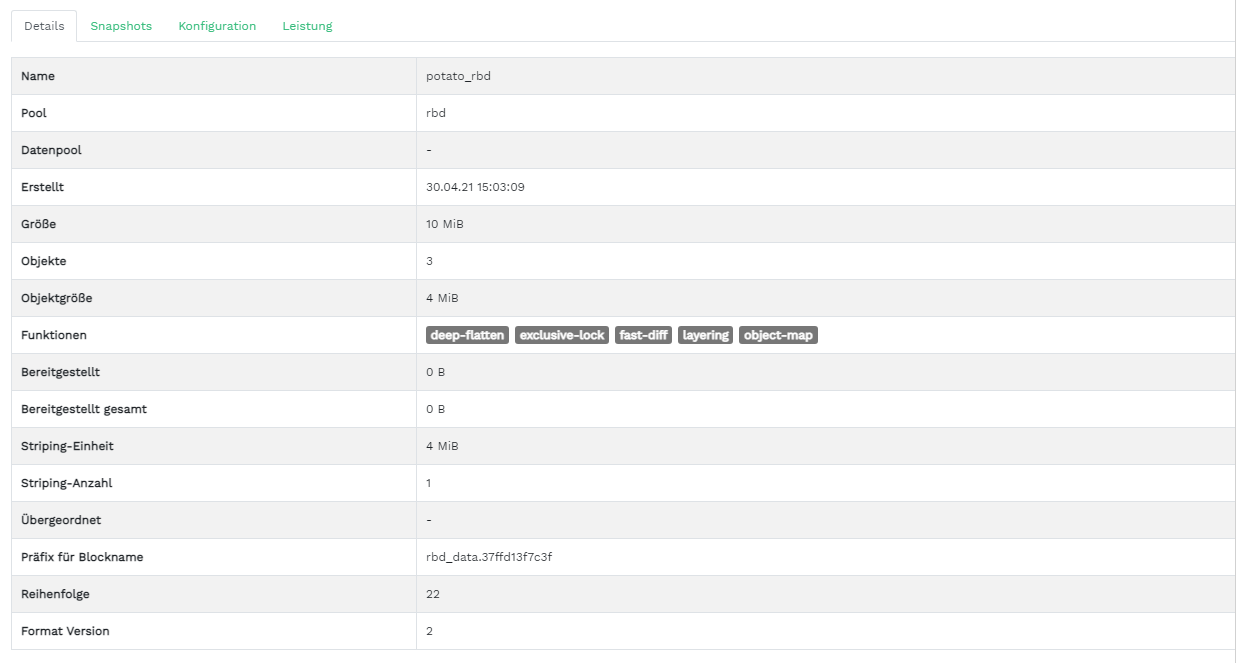 Details Snapshots Konfiguration Leistung
Name potato_rbd
Pool rbd
Datenpool -
Erstellt 30.04.21 15:03:09
Größe 10 MiB
Objekte 3
Objektgröße 4 MiB
Funktionen deep-flatten exclusive-lock fast-diff layering object-map
Bereitgestellt 0 B
Bereitgestellt gesamt 0 B
Striping-Einheit 4 MiB
Striping-Anzahl 1
Übergeordnet -
Präfix für Blockname rbd_data.37ffd13f7c3f
Reihenfolge 22
Format Version 2